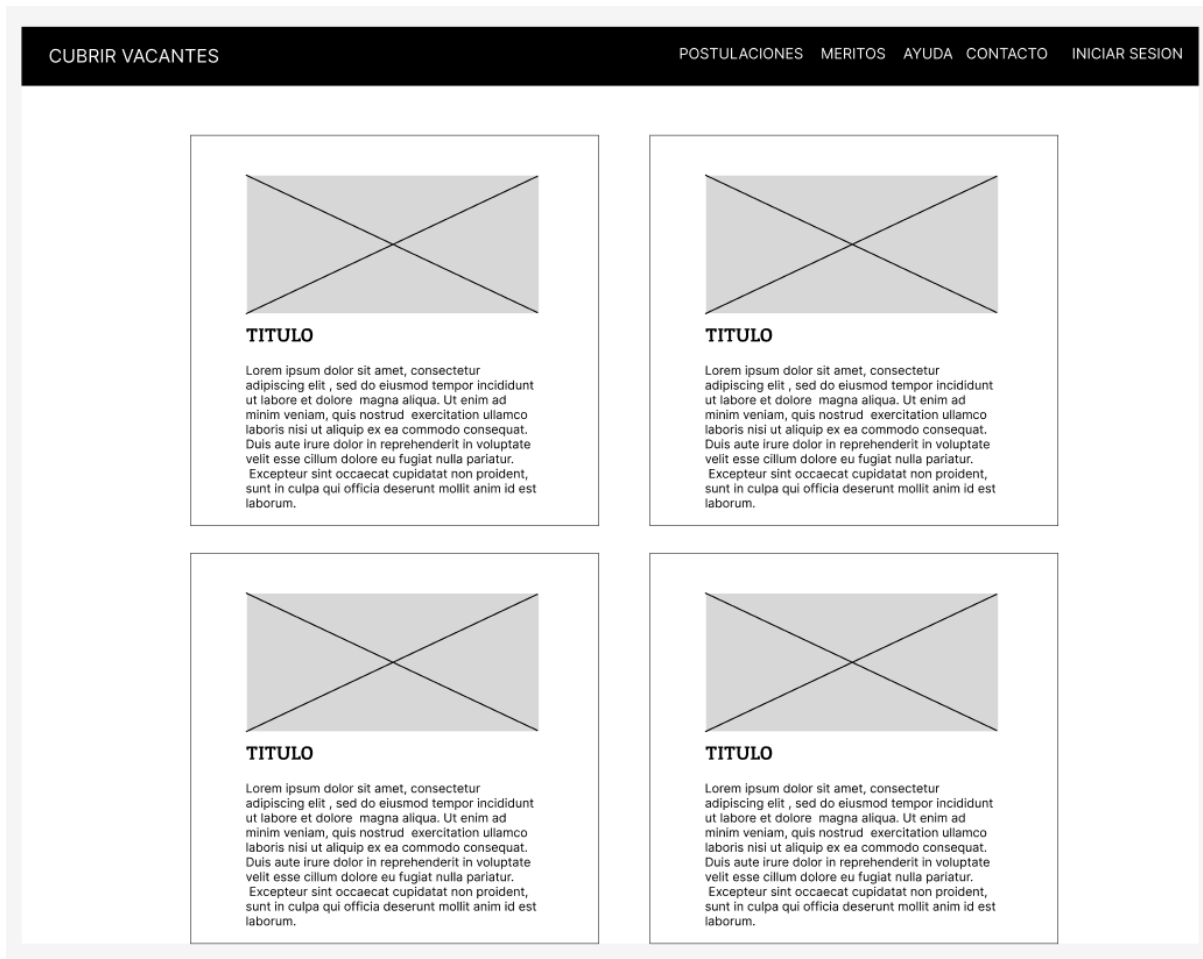 CUBRIR VACANTES
POSTULACIONES MERITOS AYUDA CONTACTO INICIAR SESION
TITULO
Lorem ipsum dolor sit amet, consectetur
adipiscing elit , sed do eiusmod tempor incididunt
ut labore et dolore magna aliqua. Ut enim ad
minim veniam, quis nostrud exercitation ullamco
laboris nisi ut aliquip ex ea commodo consequat.
Duis aute irure dolor in reprehenderit in voluptate
velit esse cillum dolore eu fugiat nulla pariatur.
Excepteur sint occaecat cupidatat non proident,
sunt in culpa qui officia deserunt mollit anim id est
laborum.
TITULO
Lorem ipsum dolor sit amet, consectetur
adipiscing elit , sed do eiusmod tempor incididunt
ut labore et dolore magna aliqua. Ut enim ad
minim veniam, quis nostrud exercitation ullamco
laboris nisi ut aliquip ex ea commodo consequat.
Duis aute irure dolor in reprehenderit in voluptate
velit esse cillum dolore eu fugiat nulla pariatur.
Excepteur sint occaecat cupidatat non proident,
sunt in culpa qui officia deserunt mollit anim id est
laborum.
TITULO
Lorem ipsum dolor sit amet, consectetur
adipiscing elit , sed do eiusmod tempor incididunt
ut labore et dolore magna aliqua. Ut enim ad
minim veniam, quis nostrud exercitation ullamco
laboris nisi ut aliquip ex ea commodo consequat.
Duis aute irure dolor in reprehenderit in voluptate
velit esse cillum dolore eu fugiat nulla pariatur.
Excepteur sint occaecat cupidatat non proident,
sunt in culpa qui officia deserunt mollit anim id est
laborum.
TITULO
Lorem ipsum dolor sit amet, consectetur
adipiscing elit , sed do eiusmod tempor incididunt
ut labore et dolore magna aliqua. Ut enim ad
minim veniam, quis nostrud exercitation ullamco
laboris nisi ut aliquip ex ea commodo consequat.
Duis aute irure dolor in reprehenderit in voluptate
velit esse cillum dolore eu fugiat nulla pariatur.
Excepteur sint occaecat cupidatat non proident,
sunt in culpa qui officia deserunt mollit anim id est
laborum.